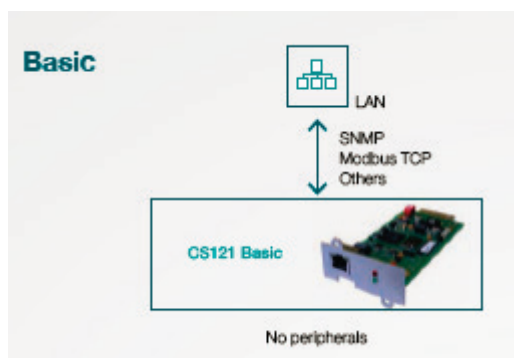 Basic
LAN
SNMP
Modbus TCP
Others
CS121 Basic
No peripherals